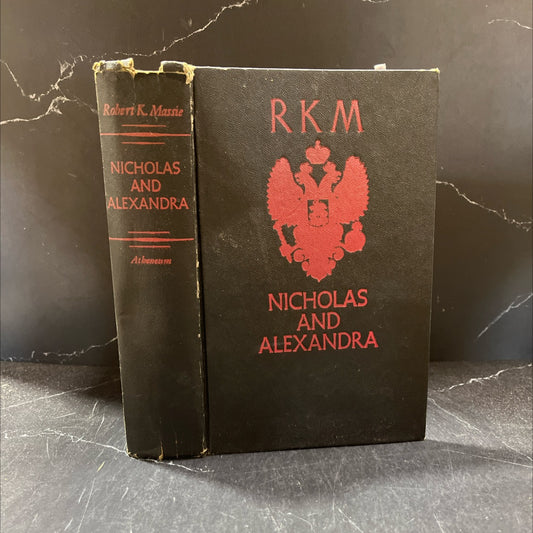 Robert K. Massie
NICHOLAS
AND
ALEXANDRA
Atheneum
RKM
NICHOLAS
AND
ALEXANDRA